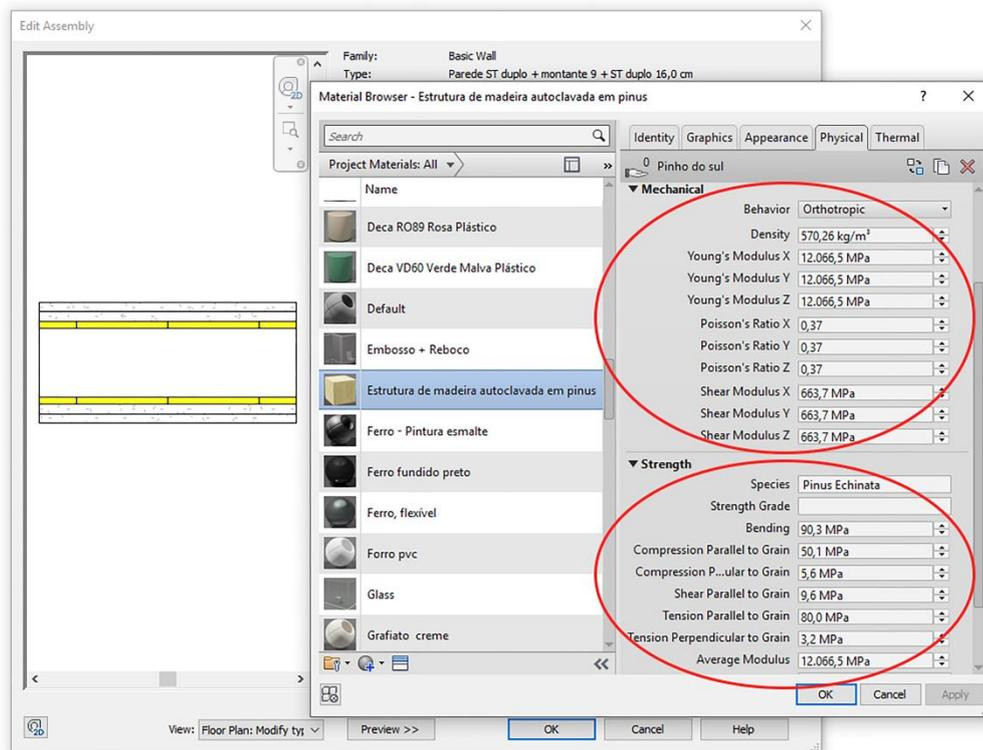 Edit Assembly
Family: Basic Wall
Type: Parede ST duplo + montante 9 + ST duplo 16,0 cm
2D
Material Browser - Estrutura de madeira autoclavada em pinus
?
Search
Project Materials: All
»
Name
Deca RO89 Rosa Plástico
Deca VD60 Verde Malva Plástico
Default
Embosso + Reboco
Estrutura de madeira autoclavada em pinus
Ferro - Pintura esmalte
Ferro fundido preto
Ferro, flexível
Forro pvc
Glass
Grafiato creme
Identity Graphics Appearance Physical Thermal
0 Pinho do sul
▼ Mechanical
Behavior Orthotropic
Density 570,26 kg/m³
Young's Modulus X 12.066,5 MPa
Young's Modulus Y 12.066,5 MPa
Young's Modulus Z 12.066,5 MPa
Poisson's Ratio X 0,37
Poisson's Ratio Y 0,37
Poisson's Ratio Z 0,37
Shear Modulus X 663,7 MPa
Shear Modulus Y 663,7 MPa
Shear Modulus Z 663,7 MPa
▼ Strength
Species Pinus Echinata
Strength Grade
Bending 90,3 MPa
Compression Parallel to Grain 50,1 MPa
Compression P...ular to Grain 5,6 MPa
Shear Parallel to Grain 9,6 MPa
Tension Parallel to Grain 80,0 MPa
Tension Perpendicular to Grain 3,2 MPa
Average Modulus 12.066,5 MPa
OK Cancel Apply
2D
View: Floor Plan: Modify typ
Preview >>
OK Cancel Help